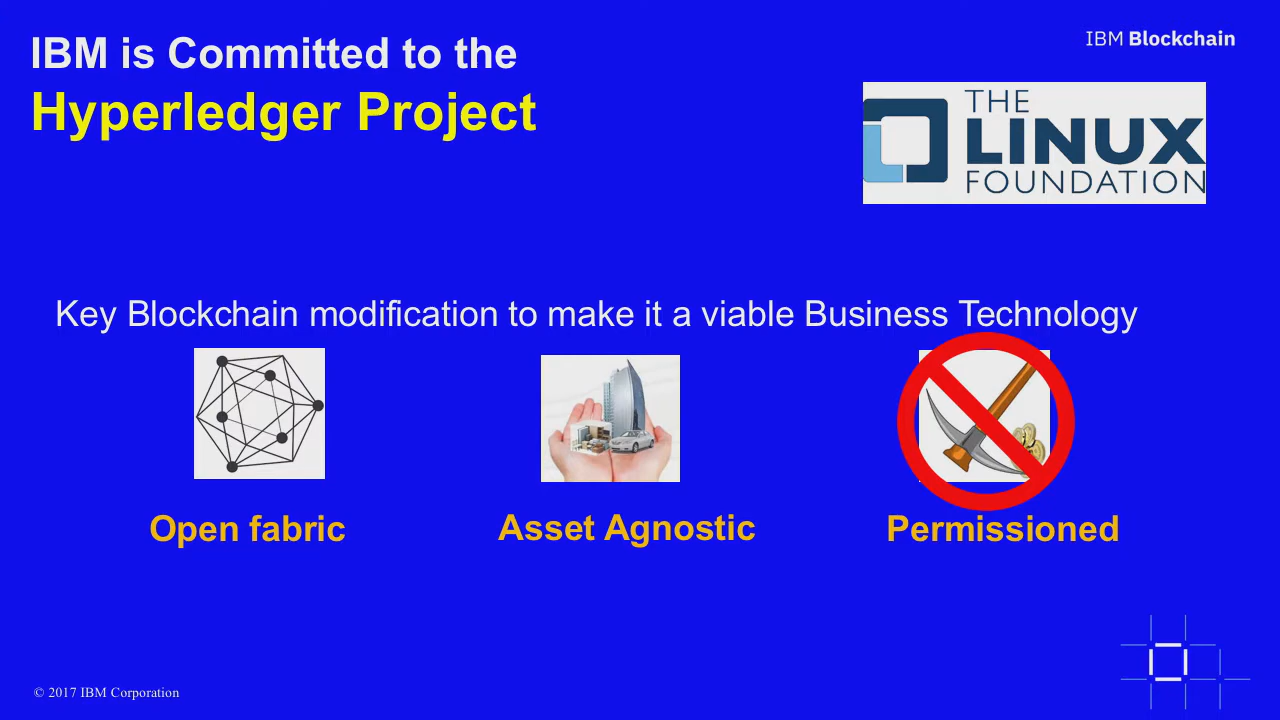 IBM is Committed to the
Hyperledger Project
IBM Blockchain
THE
LINUX
FOUNDATION
Key Blockchain modification to make it a viable Business Technology
Open fabric
Asset Agnostic
Permissioned
© 2017 IBM Corporation